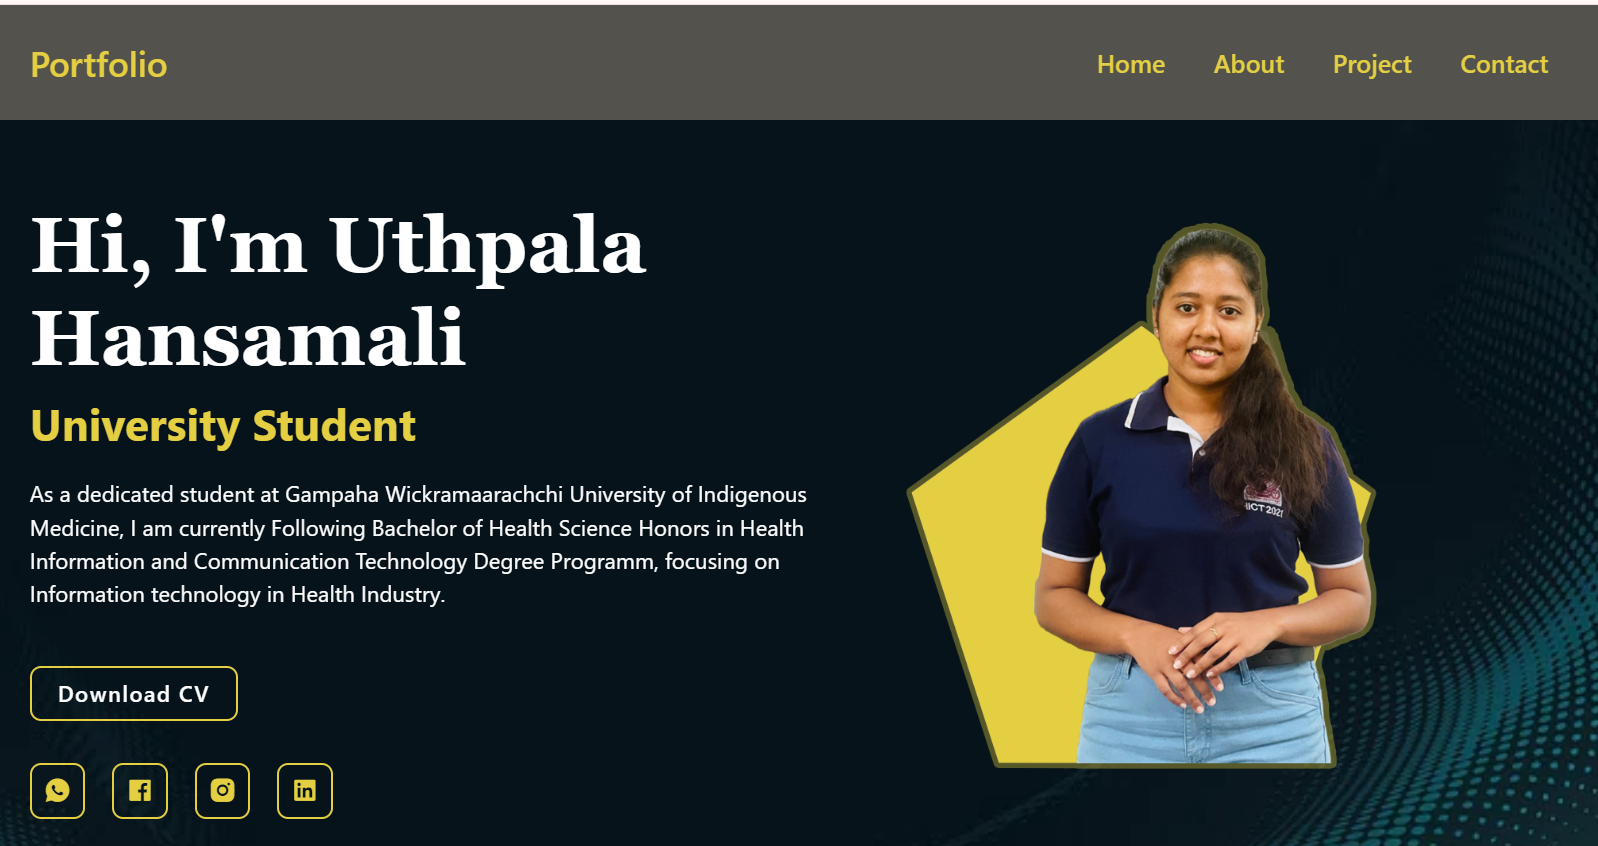 Portfolio
Home About Project Contact
Hi, I'm Uthpala
Hansamali
University Student
As a dedicated student at Gampaha Wickramaarachchi University of Indigenous
Medicine, I am currently Following Bachelor of Health Science Honors in Health
Information and Communication Technology Degree Programm, focusing on
Information technology in Health Industry.
HICT 2021
Download CV